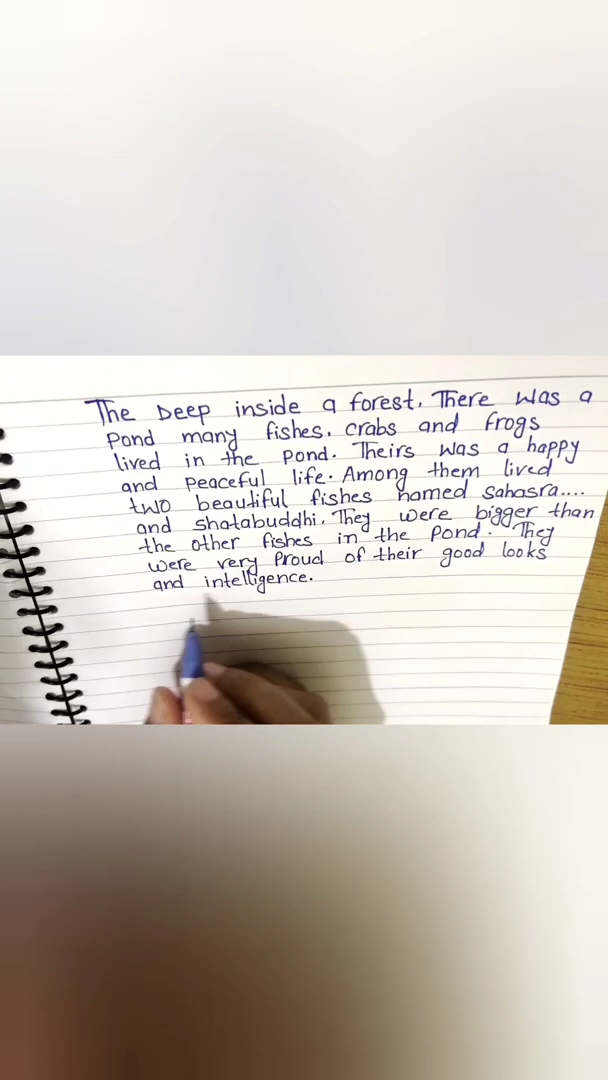 The Deep inside a forest. There was a
Pond many fishes, crabs and frogs
lived in the pond. Theirs was a happy
and peaceful life. Among them lived
two beautiful fishes named sahasra....
and shatabuddhi. They were bigger than
the other fishes in the Pond. They
were very Proud of their good looks
and intelligence.